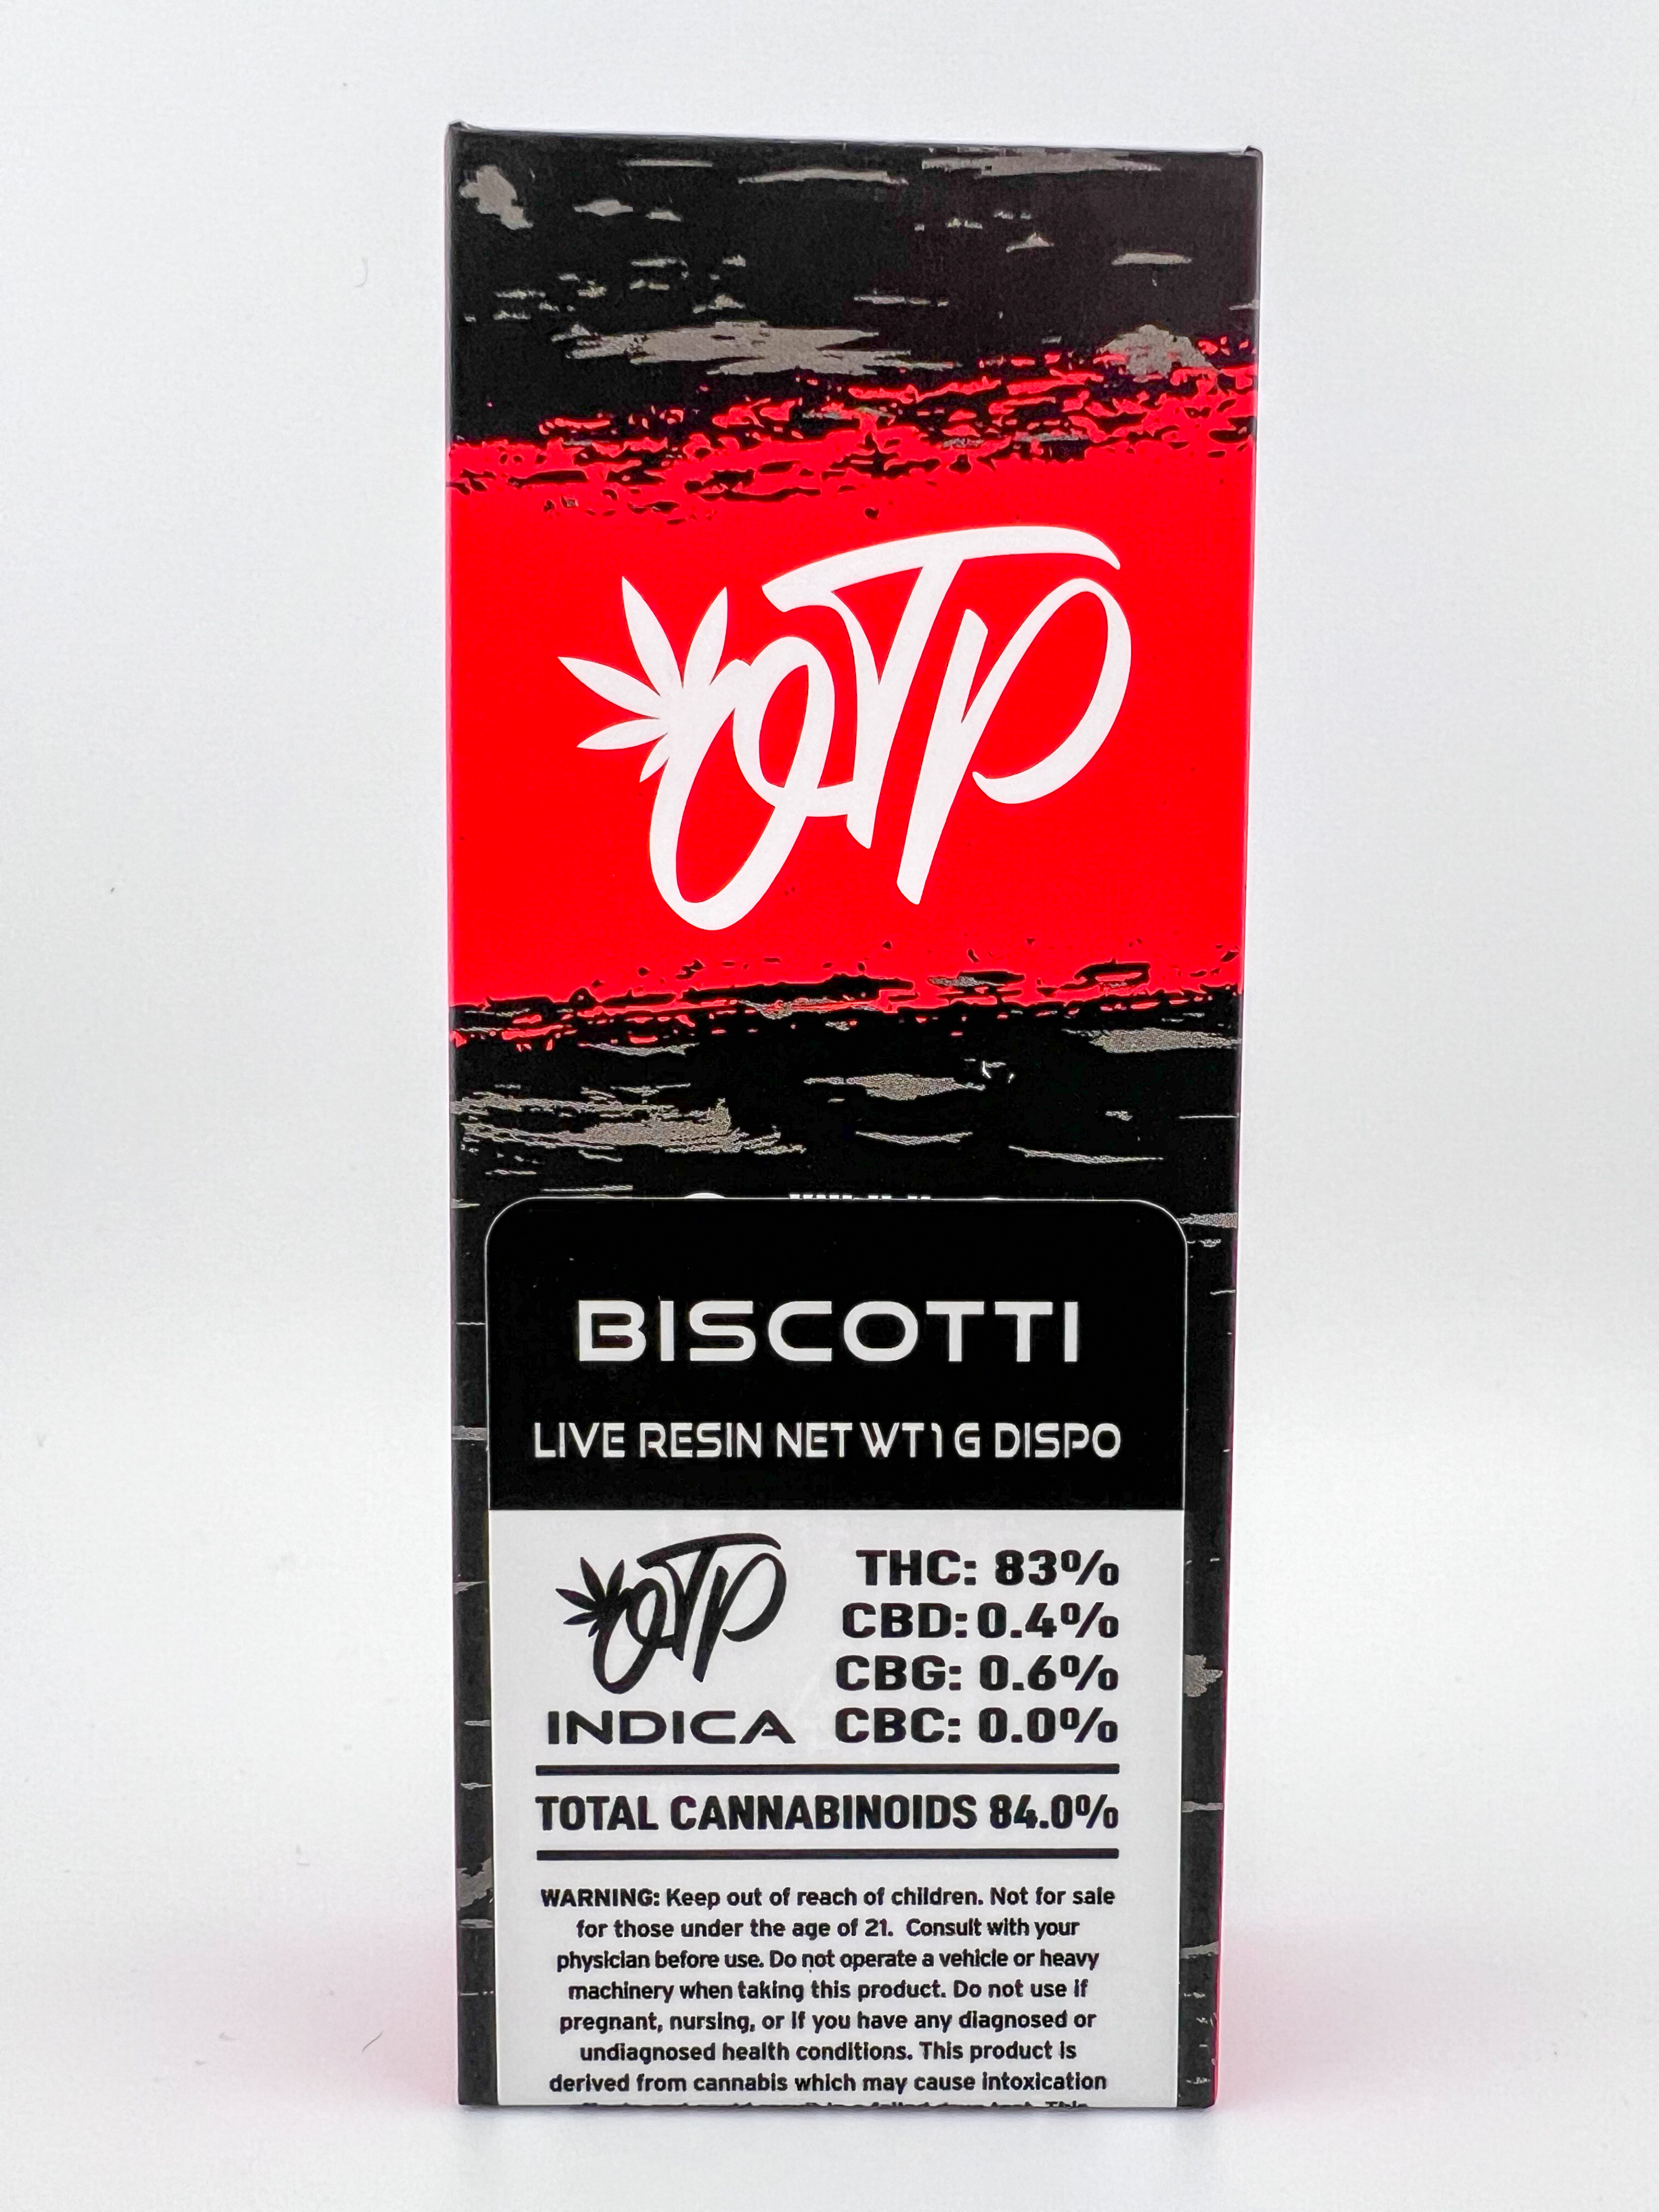 OTP
BISCOTTI
LIVE RESIN NET WT 1 G DISPO
OTP
INDICA
THC: 83%
CBD: 0.4%
CBG: 0.6%
CBC: 0.0%
TOTAL CANNABINOIDS 84.0%
WARNING: Keep out of reach of children. Not for sale
for those under the age of 21. Consult with your
physician before use. Do not operate a vehicle or heavy
machinery when taking this product. Do not use if
pregnant, nursing, or if you have any diagnosed or
undiagnosed health conditions. This product is
derived from cannabis which may cause intoxication